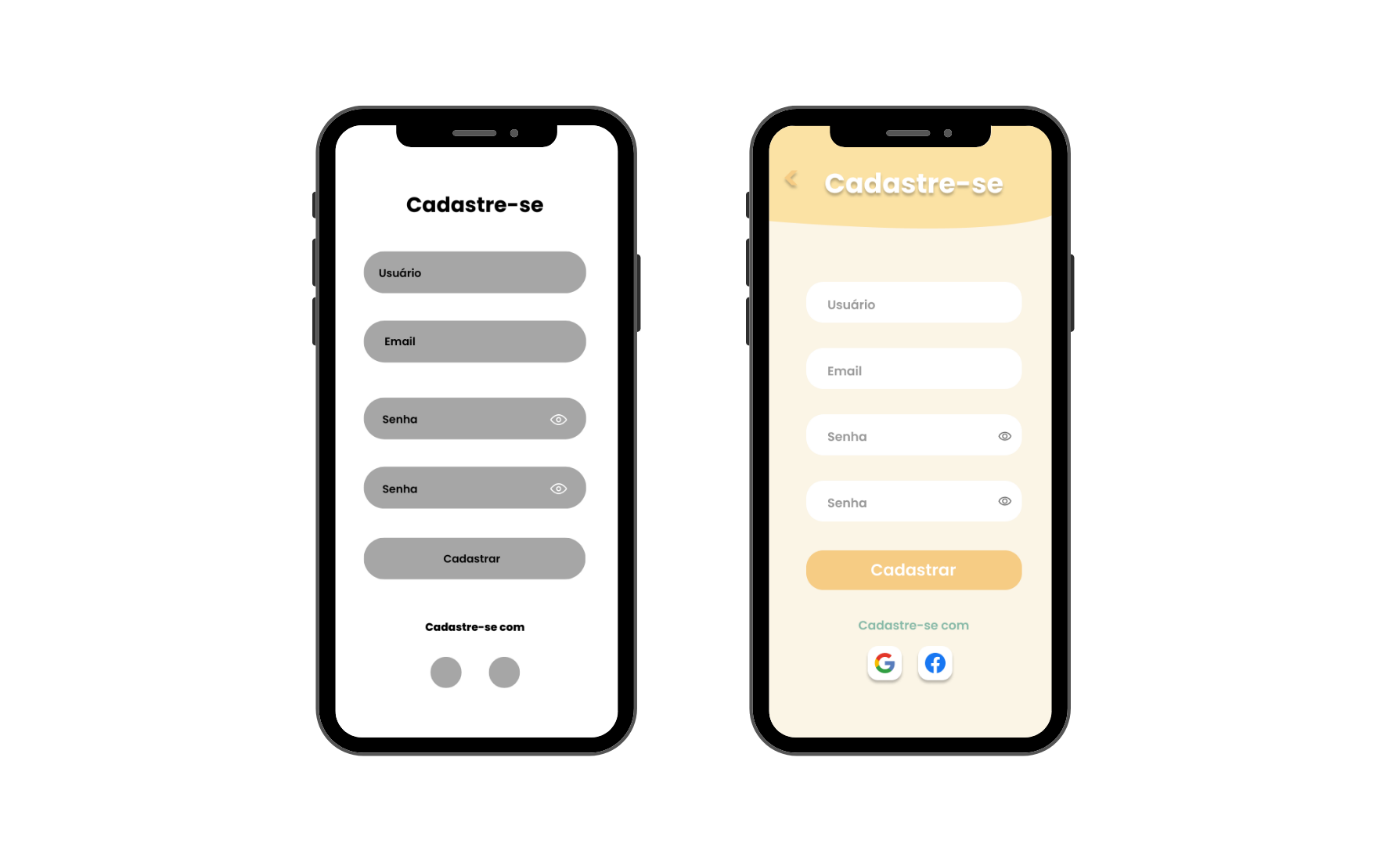 Cadastre-se
Usuário
Email
Senha
Senha
Cadastrar
Cadastre-se com
Cadastre-se
Usuário
Email
Senha
Senha
Cadastrar
Cadastre-se com